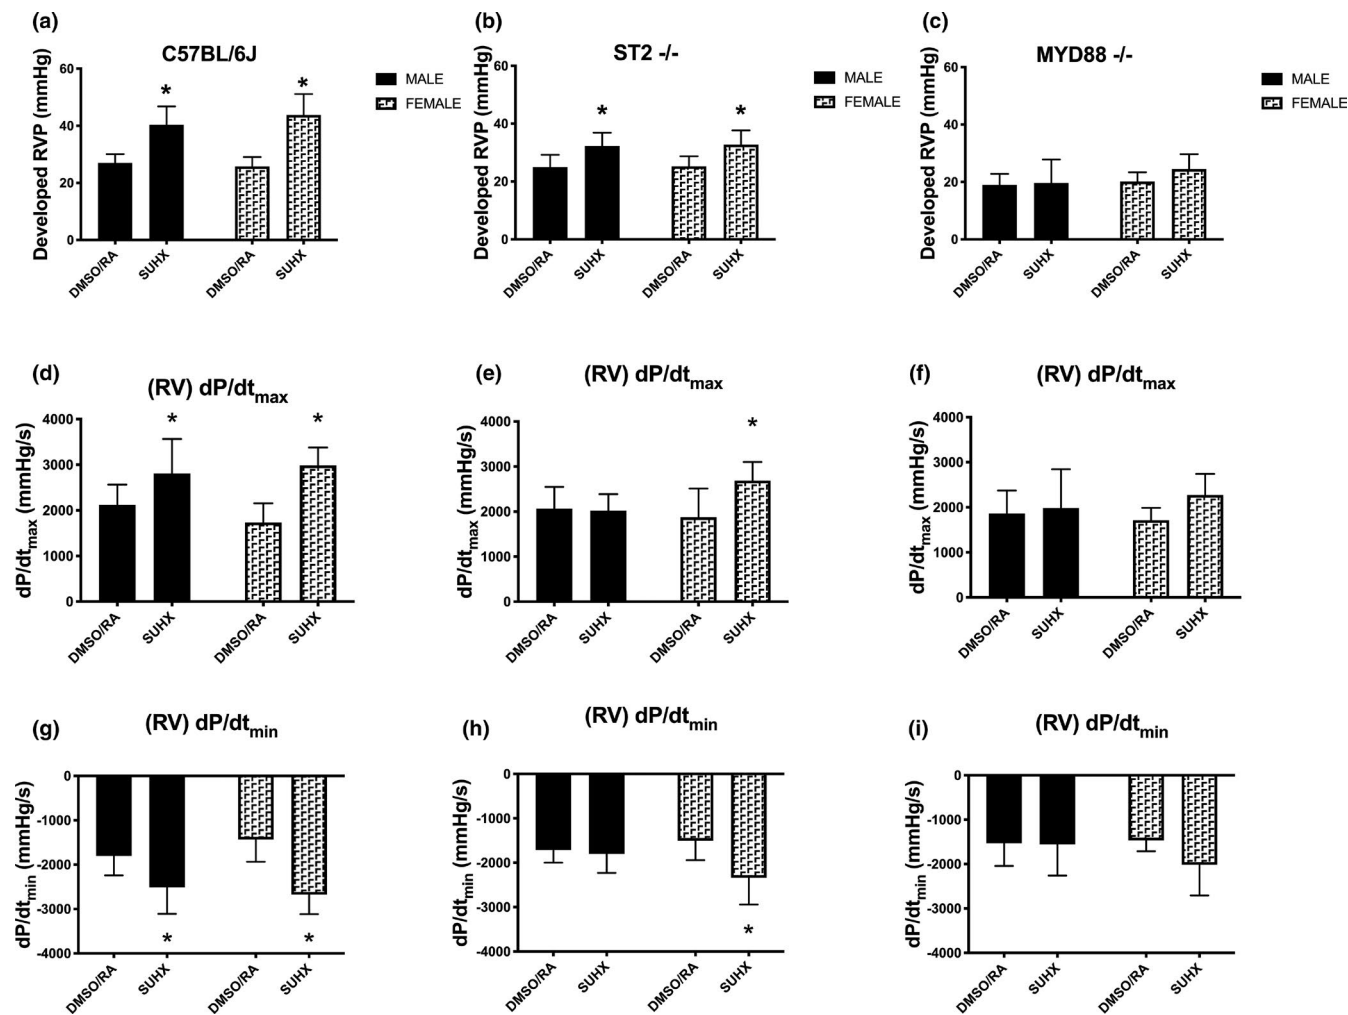 (a)
C57BL/6J
Developed RVP (mmHg)
60
40
20
0
*
*
DMSO/RA
SUHX
DMSO/RA
SUHX
MALE
FEMALE
(b)
ST2 -/-
Developed RVP (mmHg)
60
40
20
0
*
*
DMSO/RA
SUHX
DMSO/RA
SUHX
MALE
FEMALE
(c)
MYD88 -/-
Developed RVP (mmHg)
60
40
20
0
DMSO/RA
SUHX
DMSO/RA
SUHX
MALE
FEMALE
(d)
(RV) dP/dtmax
dP/dtmax (mmHg/s)
4000
3000
2000
1000
0
*
*
DMSO/RA
SUHX
DMSO/RA
SUHX
(e)
(RV) dP/dtmax
dP/dtmax (mmHg/s)
4000
3000
2000
1000
0
*
DMSO/RA
SUHX
DMSO/RA
SUHX
(f)
(RV) dP/dtmax
dP/dtmax (mmHg/s)
4000
3000
2000
1000
0
DMSO/RA
SUHX
DMSO/RA
SUHX
(g)
(RV) dP/dtmin
dP/dtmin (mmHg/s)
0
-1000
-2000
-3000
-4000
*
*
DMSO/RA
SUHX
DMSO/RA
SUHX
(h)
(RV) dP/dtmin
dP/dtmin (mmHg/s)
0
-1000
-2000
-3000
-4000
*
DMSO/RA
SUHX
DMSO/RA
SUHX
(i)
(RV) dP/dtmin
dP/dtmin (mmHg/s)
0
-1000
-2000
-3000
-4000
DMSO/RA
SUHX
DMSO/RA
SUHX